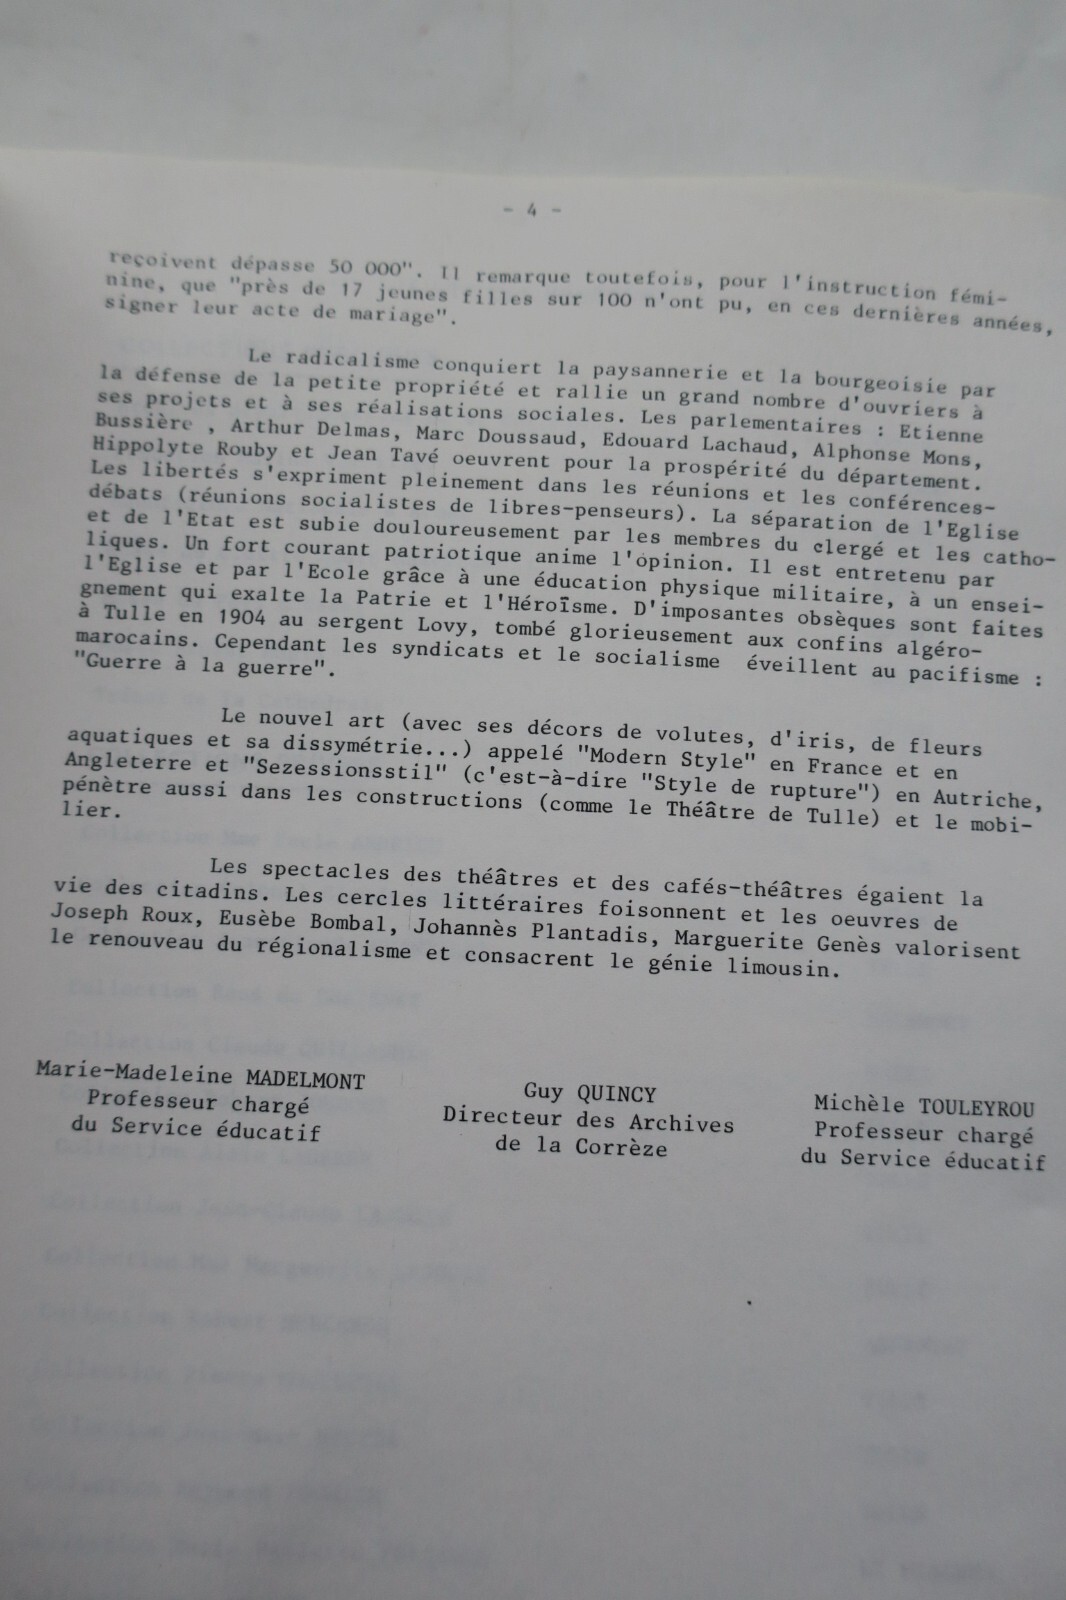 - 4 -
reçoivent dépasse 50 000". Il remarque toutefois, pour l'instruction fémi-
nine, que "près de 17 jeunes filles sur 100 n'ont pu, en ces dernières années,
signer leur acte de mariage".
Le radicalisme conquiert la paysannerie et la bourgeoisie par
la défense de la petite propriété et rallie un grand nombre d'ouvriers à
ses projets et à ses réalisations sociales. Les parlementaires : Etienne
Bussière , Arthur Delmas, Marc Doussaud, Edouard Lachaud, Alphonse Mons,
Hippolyte Rouby et Jean Tavé oeuvrent pour la prospérité du département.
Les libertés s'expriment pleinement dans les réunions et les conférences-
débats (réunions socialistes de libres-penseurs). La séparation de l'Eglise
et de l'Etat est subie douloureusement par les membres du clergé et les catho-
liques. Un fort courant patriotique anime l'opinion. Il est entretenu par
l'Eglise et par l'Ecole grâce à une éducation physique militaire, à un ensei-
gnement qui exalte la Patrie et l'Héroïsme. D'imposantes obsèques sont faites
à Tulle en 1904 au sergent Lovy, tombé glorieusement aux confins algéro-
marocains. Cependant les syndicats et le socialisme éveillent au pacifisme :
"Guerre à la guerre".
Le nouvel art (avec ses décors de volutes, d'iris, de fleurs
aquatiques et sa dissymétrie...) appelé "Modern Style" en France et en
Angleterre et "Sezessionsstil" (c'est-à-dire "Style de rupture") en Autriche,
pénètre aussi dans les constructions (comme le Théâtre de Tulle) et le mobi-
lier.
Les spectacles des théâtres et des cafés-théâtres égaient la
vie des citadins. Les cercles littéraires foisonnent et les oeuvres de
Joseph Roux, Eusèbe Bombal, Johannès Plantadis, Marguerite Genès valorisent
le renouveau du régionalisme et consacrent le génie limousin.
Marie-Madeleine MADELMONT
Professeur chargé
du Service éducatif
Guy QUINCY
Directeur des Archives
de la Corrèze
Michèle TOULEYROU
Professeur chargé
du Service éducatif